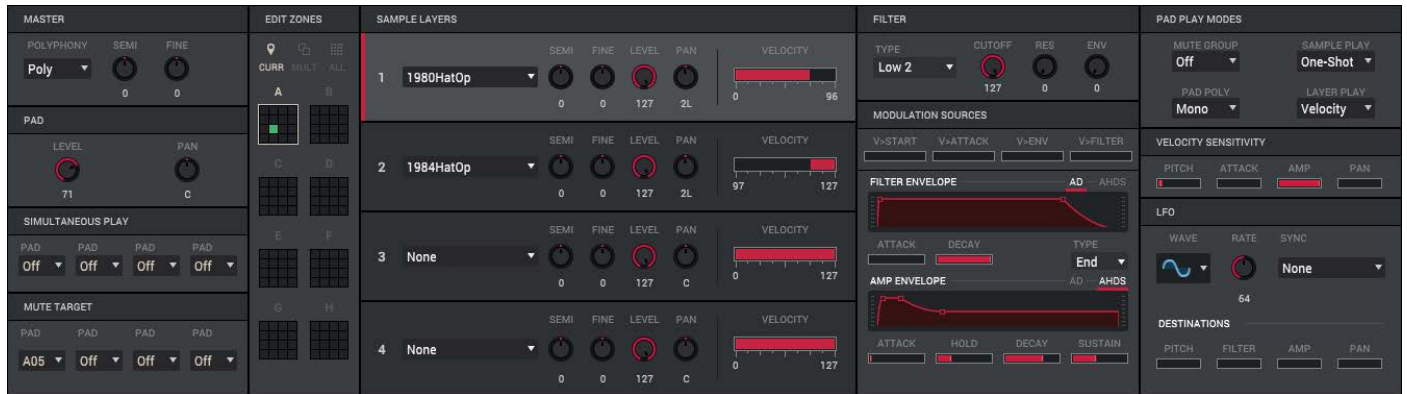 MASTER
POLYPHONY SEMI FINE
Poly
0 0
PAD
LEVEL PAN
71 C
SIMULTANEOUS PLAY
PAD PAD PAD PAD
Off Off Off Off
MUTE TARGET
PAD PAD PAD PAD
A05 Off Off Off
EDIT ZONES
CURR MULT ALL
A B
C D
E F
G H
SAMPLE LAYERS
SEMI FINE LEVEL PAN VELOCITY
1 1980HatOp
0 0 127 2L 0 96
SEMI FINE LEVEL PAN VELOCITY
2 1984HatOp
0 0 127 2L 97 127
SEMI FINE LEVEL PAN VELOCITY
3 None
0 0 127 C 0 127
SEMI FINE LEVEL PAN VELOCITY
4 None
0 0 127 C 0 127
FILTER
TYPE CUTOFF RES ENV
Low 2
127 0 0
MODULATION SOURCES
V>START V>ATTACK V>ENV V>FILTER
FILTER ENVELOPE AD AHDS
ATTACK DECAY TYPE
End
AMP ENVELOPE AD AHDS
ATTACK HOLD DECAY SUSTAIN
PAD PLAY MODES
MUTE GROUP SAMPLE PLAY
Off One-Shot
PAD POLY LAYER PLAY
Mono Velocity
VELOCITY SENSITIVITY
PITCH ATTACK AMP PAN
LFO
WAVE RATE SYNC
None
64
DESTINATIONS
PITCH FILTER AMP PAN